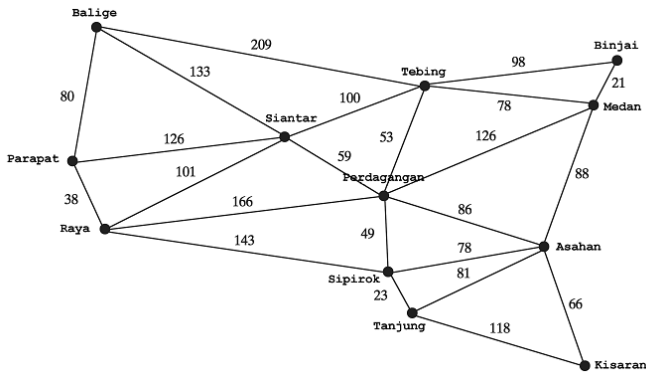 Balige
209
Binjai
98
Tebing
133
21
80
100
78
Medan
Siantar
53
126
126
59
Parapat
101
88
Perdagangan
38
166
86
Raya
49
143
78
Asahan
Sipirok
81
23
66
Tanjung
118
Kisaran